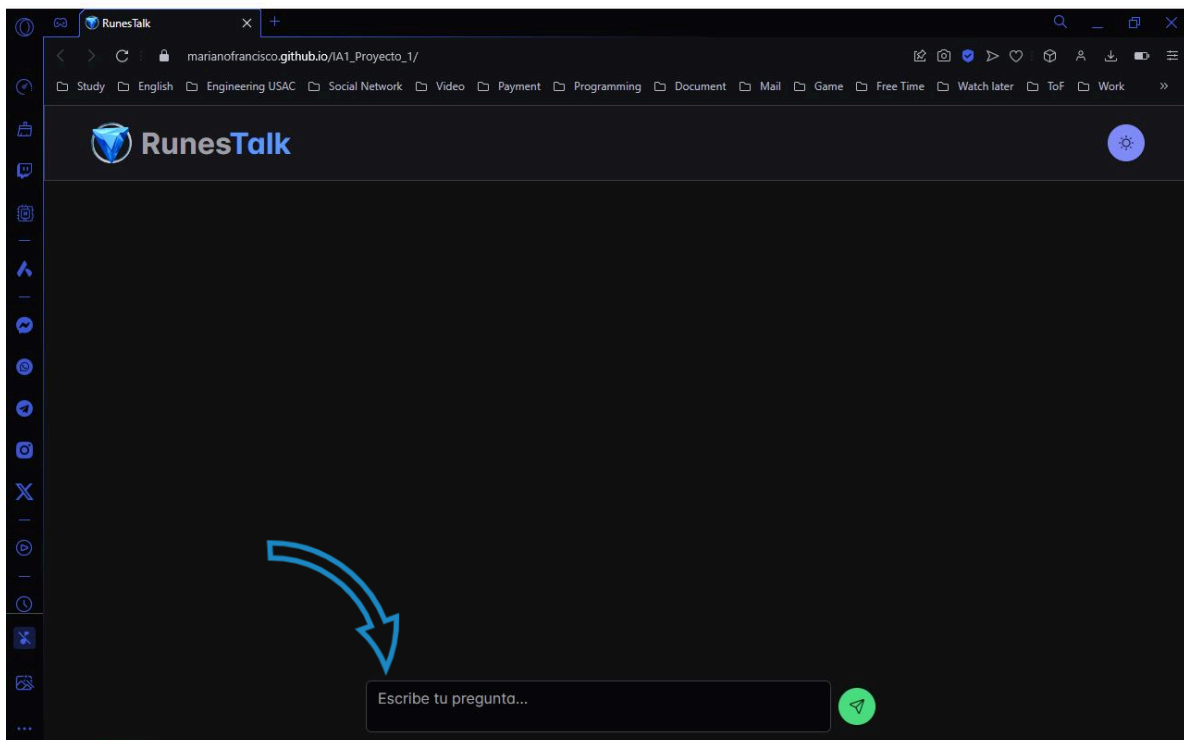 RunesTalk
marianofrancisco.github.io/IA1_Proyecto_1/
Study English Engineering USAC Social Network Video Payment Programming Document Mail Game Free Time Watch later ToF Work
RunesTalk
Escribe tu pregunta...